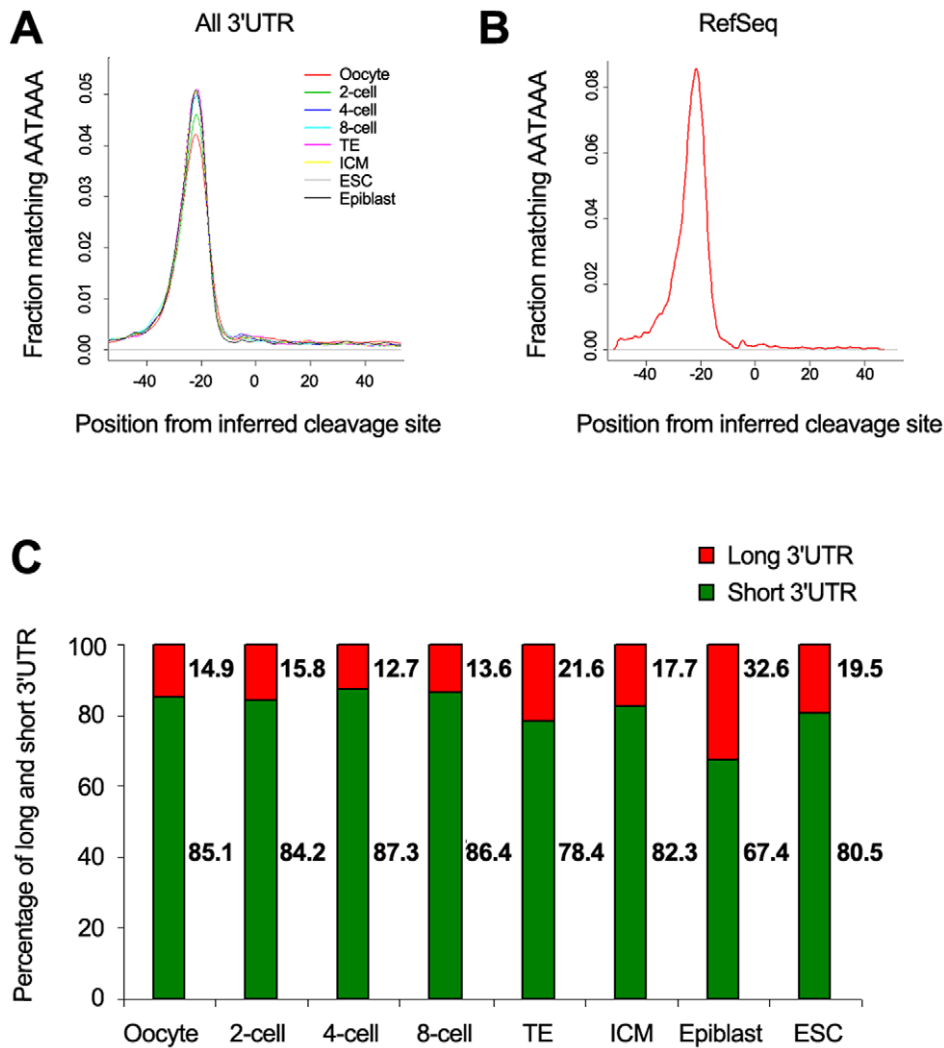 A
All 3'UTR
Fraction matching AATAAA
0.05
0.04
0.03
0.02
0.01
0.00
-40
-20
0
20
40
Position from inferred cleavage site
Oocyte
2-cell
4-cell
8-cell
TE
ICM
ESC
Epiblast
B
RefSeq
Fraction matching AATAAA
0.08
0.06
0.04
0.02
0.00
-40
-20
0
20
40
Position from inferred cleavage site
C
Long 3'UTR
Short 3'UTR
Percentage of long and short 3'UTR
100
80
60
40
20
0
14.9
15.8
12.7
13.6
21.6
17.7
32.6
19.5
85.1
84.2
87.3
86.4
78.4
82.3
67.4
80.5
Oocyte
2-cell
4-cell
8-cell
TE
ICM
Epiblast
ESC